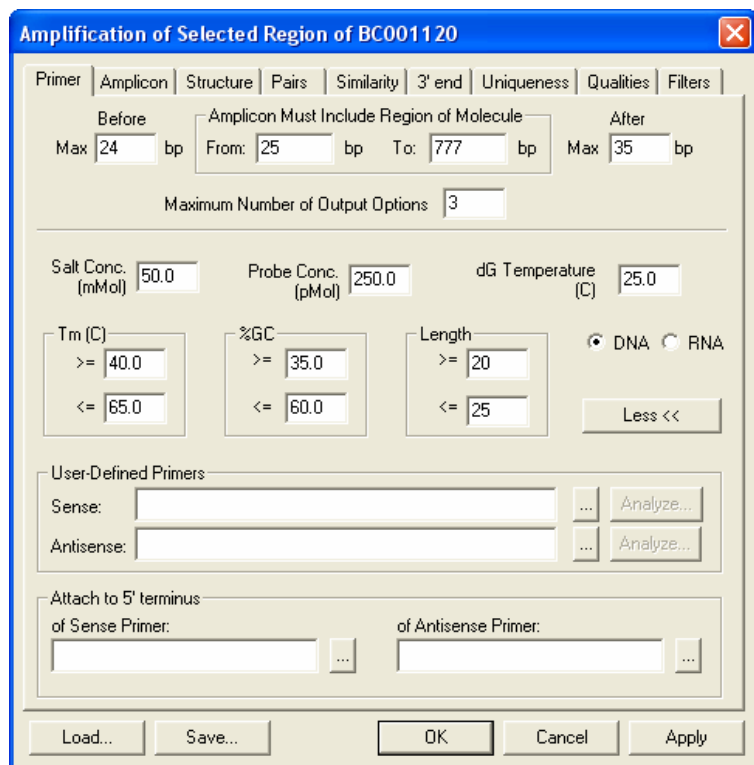 Amplification of Selected Region of BC001120
Primer Amplicon Structure Pairs Similarity 3' end Uniqueness Qualities Filters
Before Amplicon Must Include Region of Molecule After
Max 24 bp From: 25 bp To: 777 bp Max 35 bp
Maximum Number of Output Options 3
Salt Conc. (mMol) 50.0 Probe Conc. (pMol) 250.0 dG Temperature (C) 25.0
Tm (C) %GC Length
>= 40.0 >= 35.0 >= 20 DNA RNA
<= 65.0 <= 60.0 <= 25 Less <<
User-Defined Primers
Sense: ... Analyze...
Antisense: ... Analyze...
Attach to 5' terminus
of Sense Primer: of Antisense Primer:
... ...
Load... Save... OK Cancel Apply